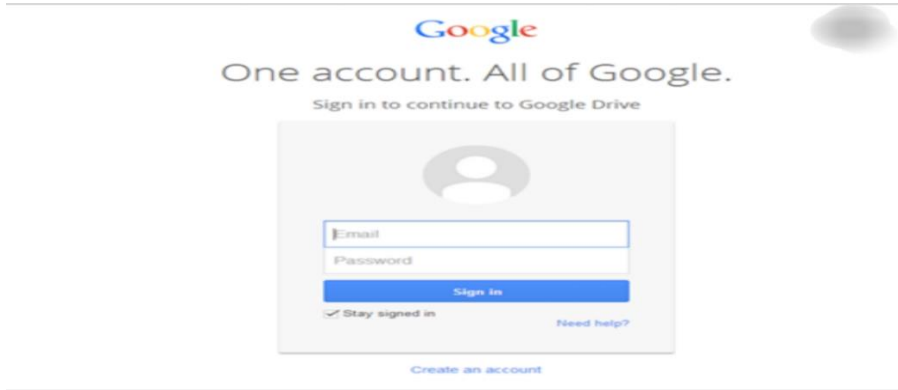 Google
One account. All of Google.
Sign in to continue to Google Drive
Email
Password
Sign in
Stay signed in
Need help?
Create an account